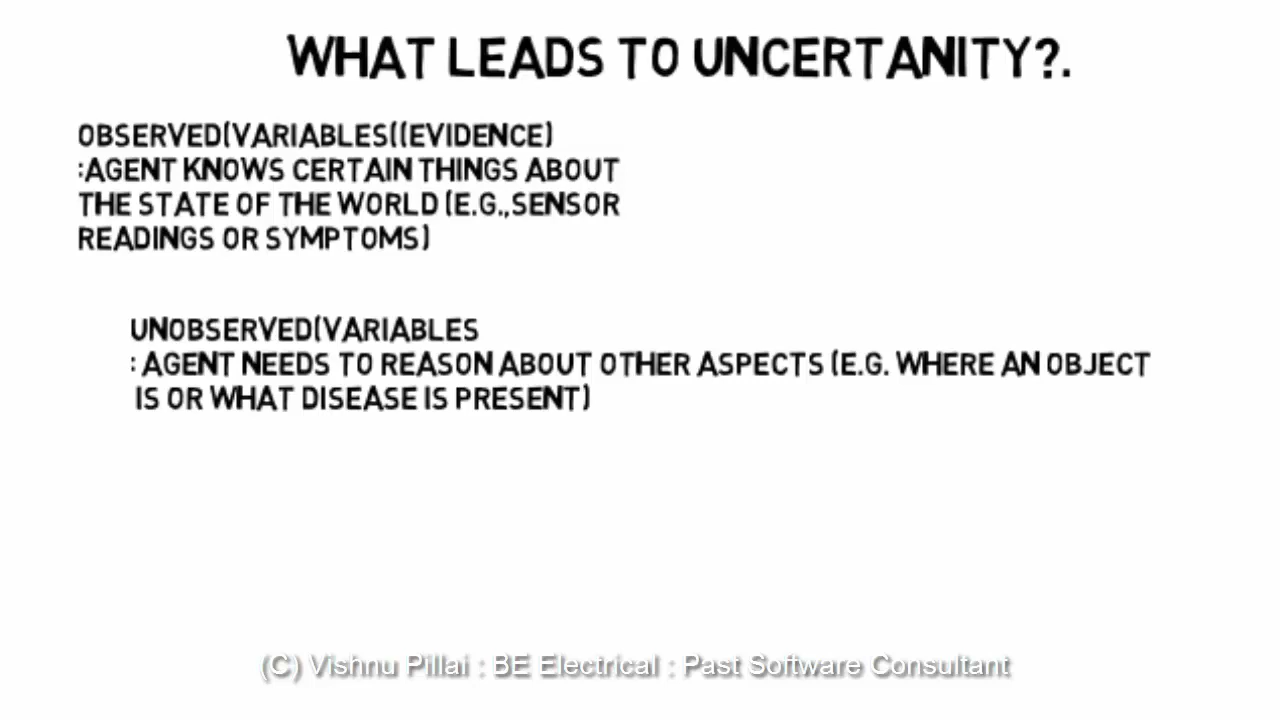 WHAT LEADS TO UNCERTANITY?.
OBSERVED(VARIABLES((EVIDENCE)
:AGENT KNOWS CERTAIN THINGS ABOUT
THE STATE OF THE WORLD (E.G.,SENSOR
READINGS OR SYMPTOMS)
UNOBSERVED(VARIABLES
: AGENT NEEDS TO REASON ABOUT OTHER ASPECTS (E.G. WHERE AN OBJECT
IS OR WHAT DISEASE IS PRESENT)
(C) Vishnu Pillai : BE Electrical : Past Software Consultant